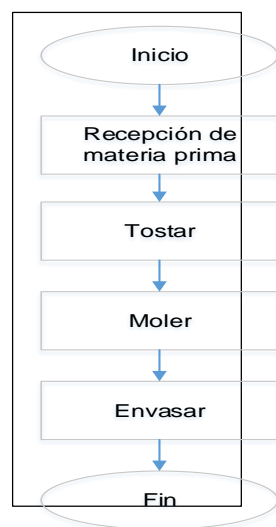 Inicio
Recepción de
materia prima
Tostar
Moler
Envasar
Fin